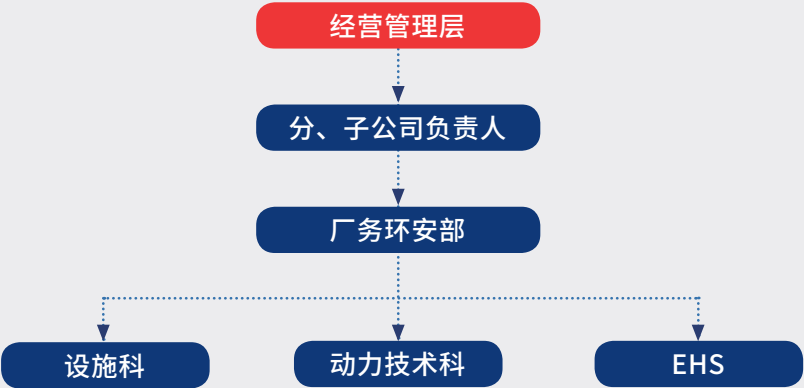 经营管理层
分、子公司负责人
厂务环安部
设施科
动力技术科
EHS